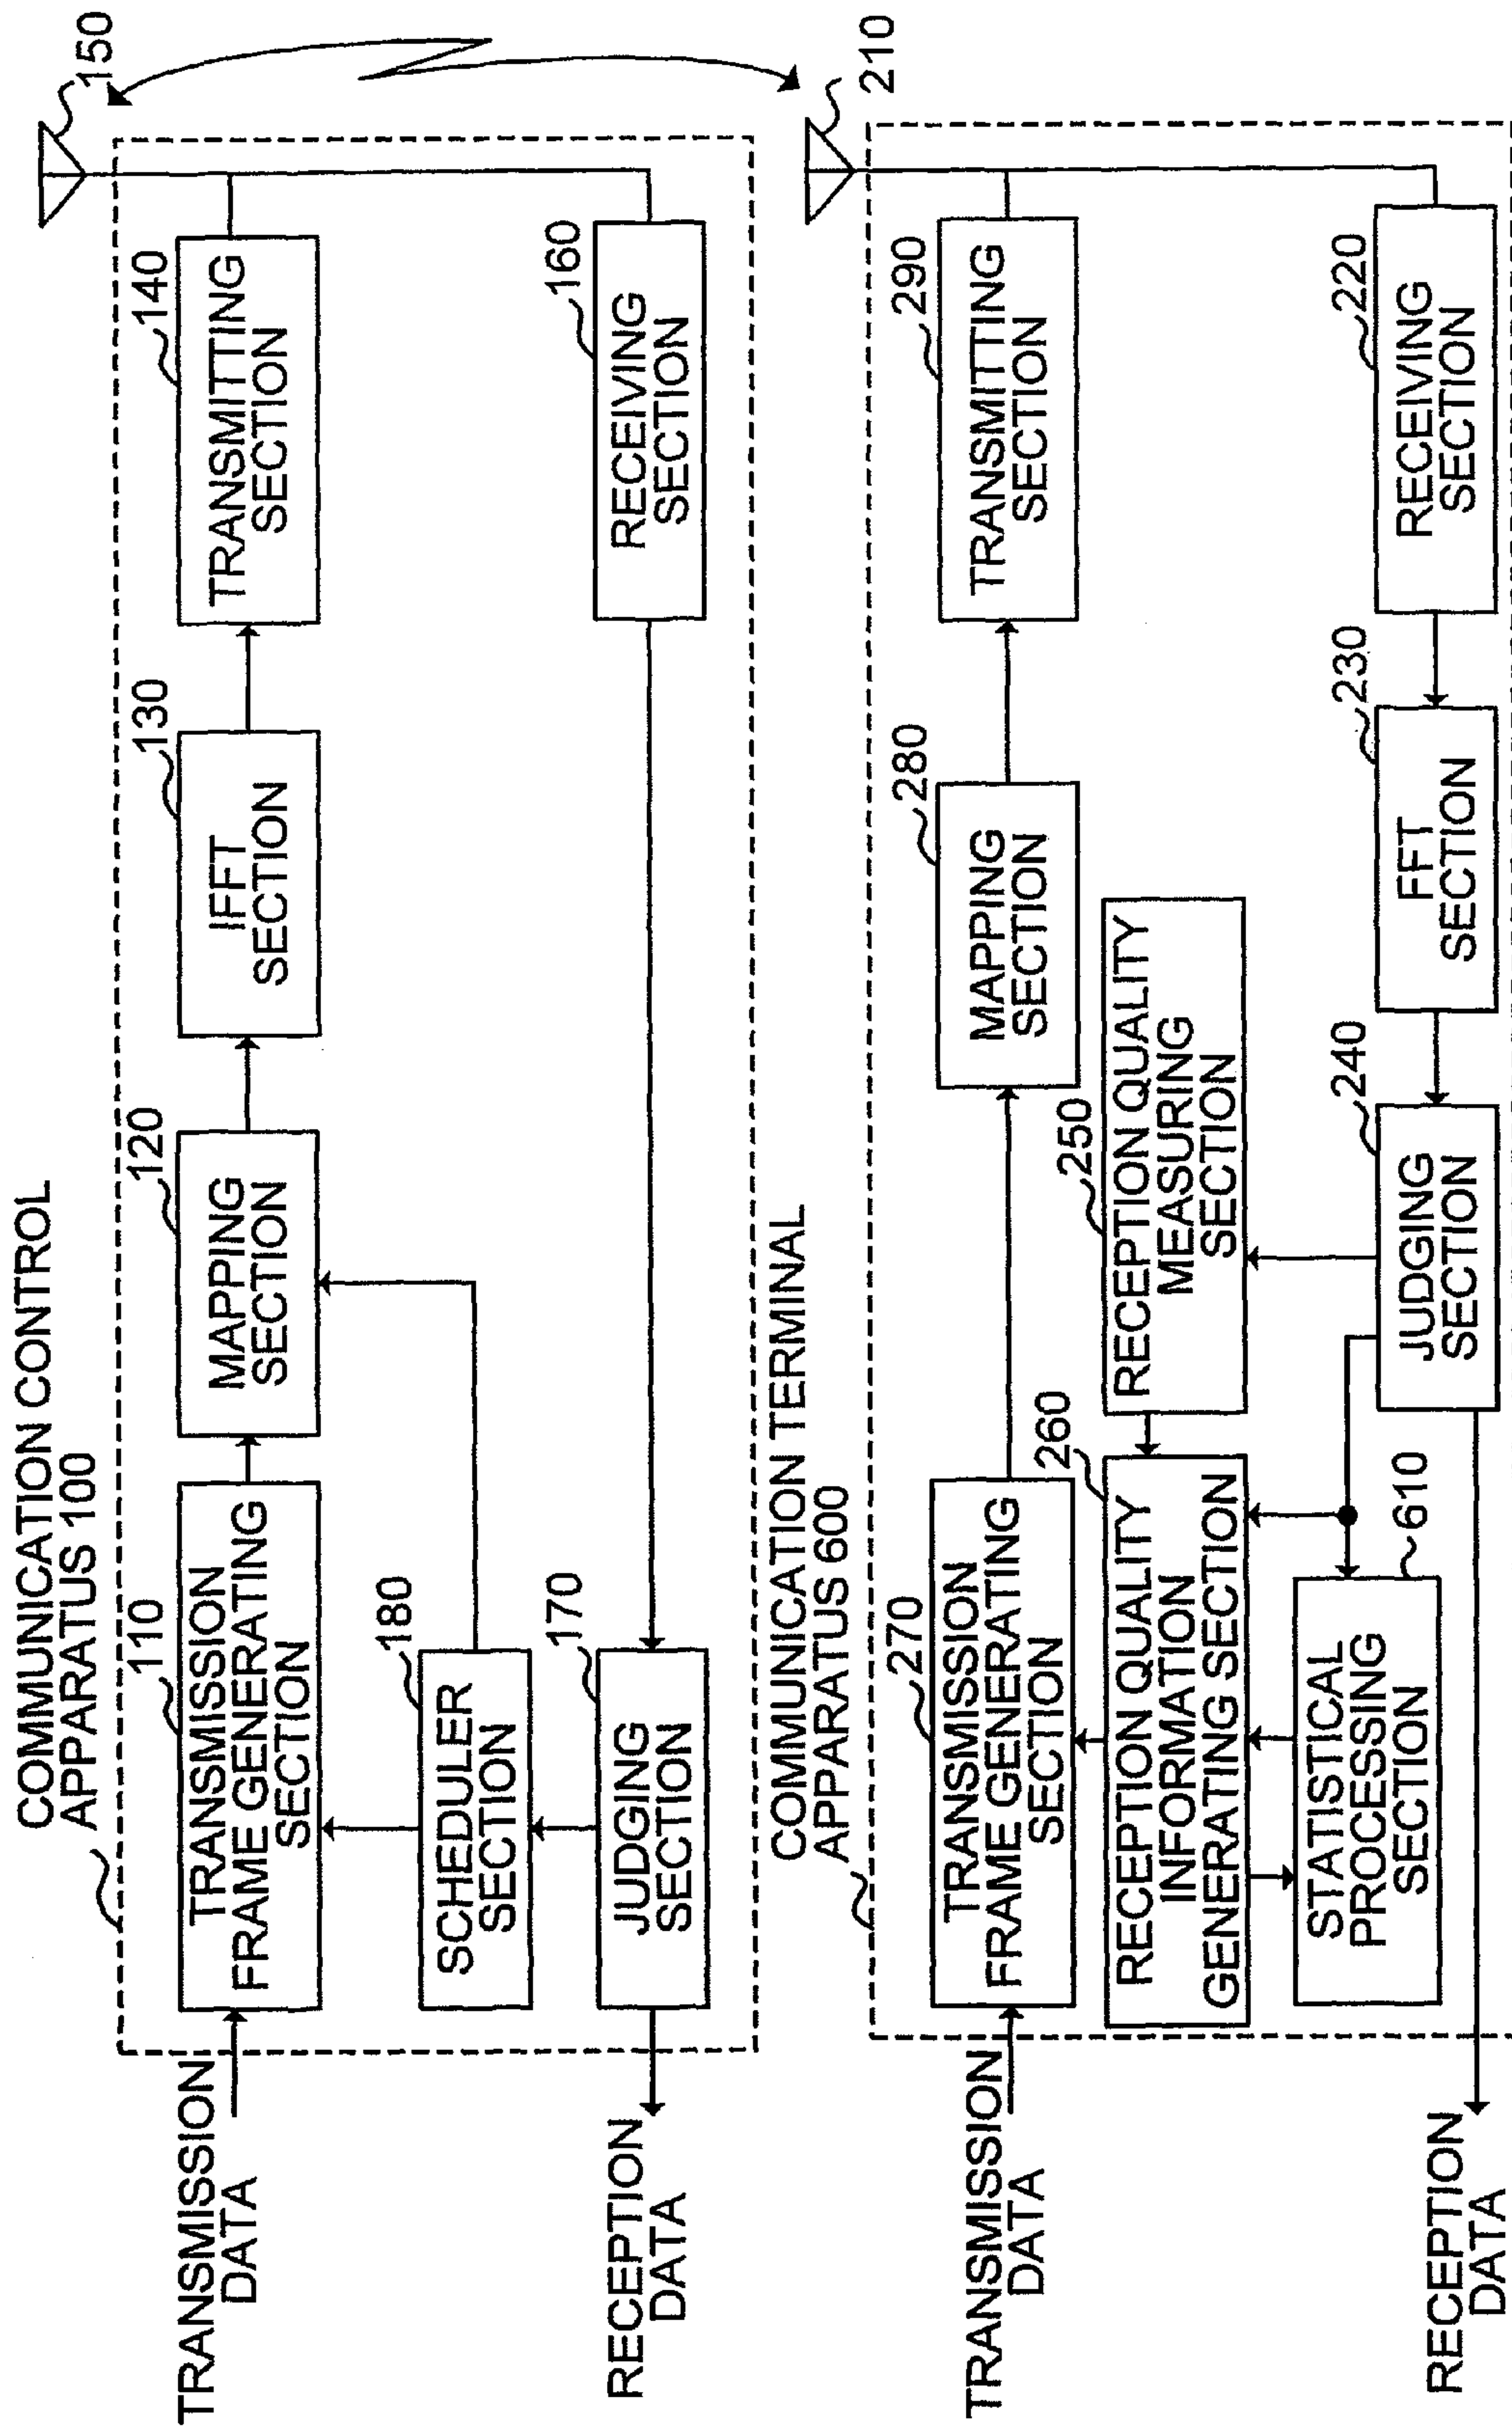 COMMUNICATION CONTROL
APPARATUS 100
TRANSMISSION
DATA
110
TRANSMISSION
FRAME GENERATING
SECTION
120
MAPPING
SECTION
130
IFFT
SECTION
140
TRANSMITTING
SECTION
150
180
SCHEDULER
SECTION
170
JUDGING
SECTION
160
RECEIVING
SECTION
RECEPTION
DATA
COMMUNICATION TERMINAL
APPARATUS 600
TRANSMISSION
DATA
270
TRANSMISSION
FRAME GENERATING
SECTION
280
MAPPING
SECTION
290
TRANSMITTING
SECTION
210
260
RECEPTION QUALITY
INFORMATION
GENERATING SECTION
250
RECEPTION QUALITY
MEASURING
SECTION
STATISTICAL
PROCESSING
SECTION
610
240
JUDGING
SECTION
230
FFT
SECTION
220
RECEIVING
SECTION
RECEPTION
DATA